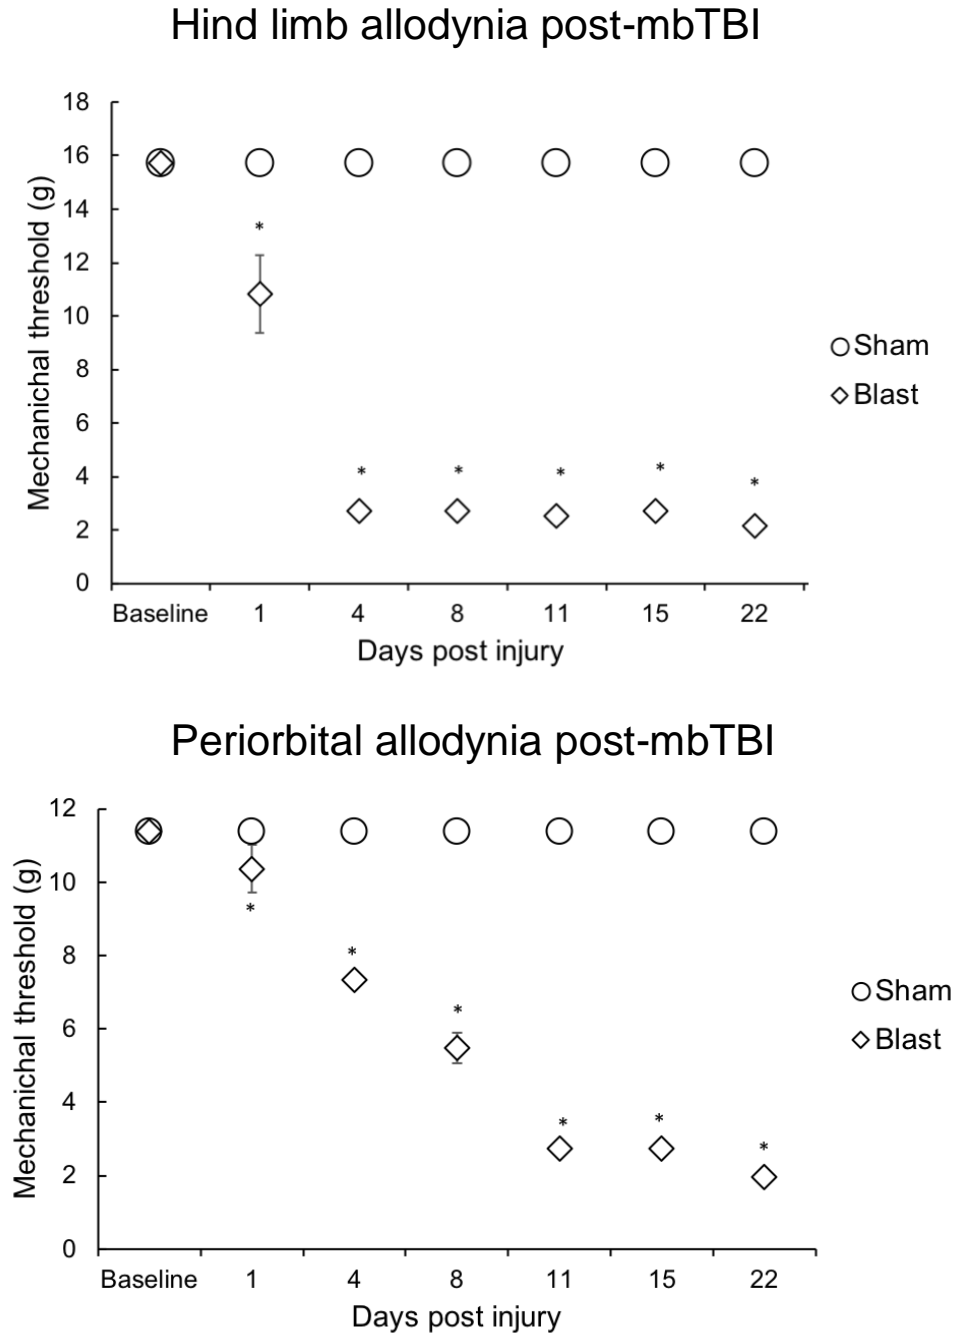 Hind limb allodynia post-mbTBI
18
16
14
12
10
8
6
4
2
0
Mechanichal threshold (g)
*
* * * * *
Baseline 1 4 8 11 15 22
Days post injury
Sham
Blast
Periorbital allodynia post-mbTBI
12
10
8
6
4
2
0
Mechanichal threshold (g)
*
*
*
* *
*
Baseline 1 4 8 11 15 22
Days post injury
Sham
Blast